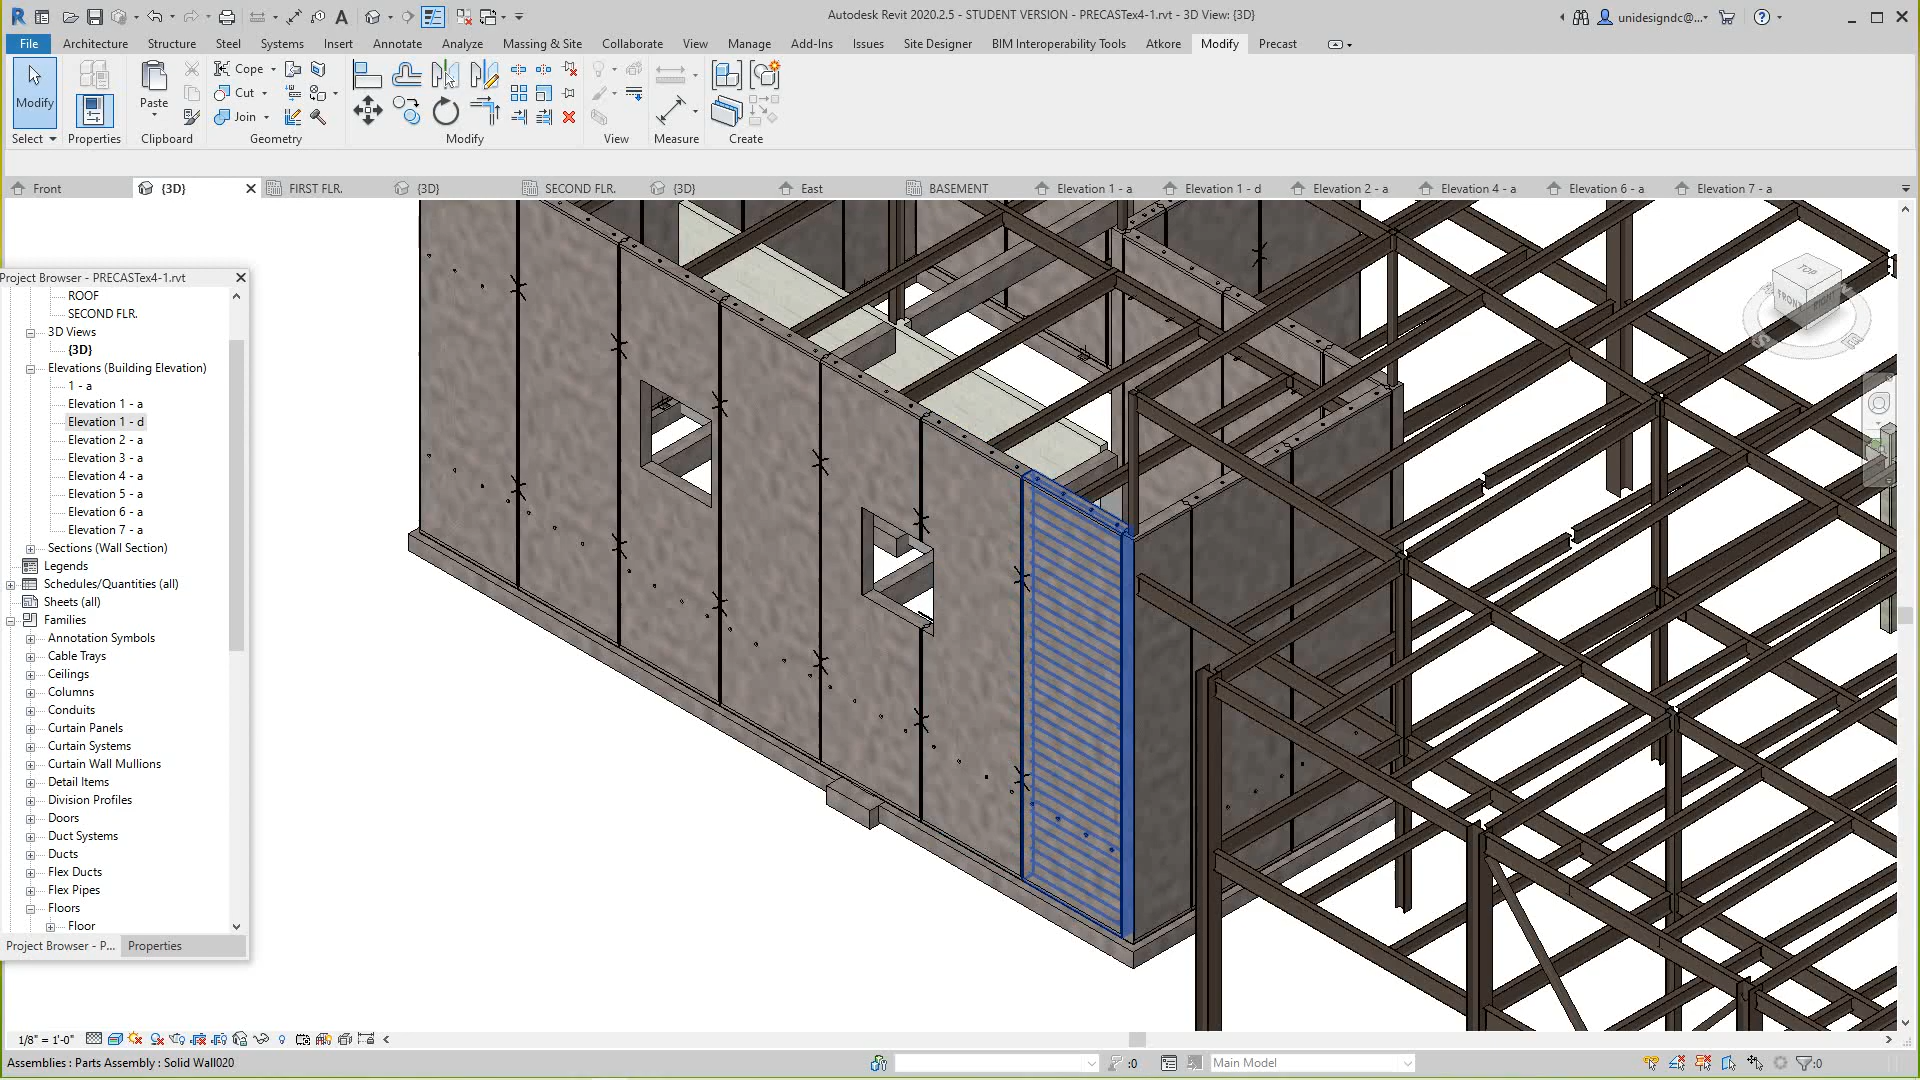 Autodesk Revit 2020.2.5 - STUDENT VERSION - PRECASTex4-1.rvt - 3D View: {3D}
unidesigndc@...
File Architecture Structure Steel Systems Insert Annotate Analyze Massing & Site Collaborate View Manage Add-Ins Issues Site Designer BIM Interoperability Tools Atkore Modify Precast
Modify
Paste
Cope
Cut
Join
Select Properties Clipboard Geometry Modify View Measure Create
Front {3D} FIRST FLR. {3D} SECOND FLR. {3D} East BASEMENT Elevation 1 - a Elevation 1 - d Elevation 2 - a Elevation 4 - a Elevation 6 - a Elevation 7 - a
TOP
FRONT
RIGHT
Project Browser - PRECASTex4-1.rvt
ROOF
SECOND FLR.
3D Views
{3D}
Elevations (Building Elevation)
1 - a
Elevation 1 - a
Elevation 1 - d
Elevation 2 - a
Elevation 3 - a
Elevation 4 - a
Elevation 5 - a
Elevation 6 - a
Elevation 7 - a
Sections (Wall Section)
Legends
Schedules/Quantities (all)
Sheets (all)
Families
Annotation Symbols
Cable Trays
Ceilings
Columns
Conduits
Curtain Panels
Curtain Systems
Curtain Wall Mullions
Detail Items
Division Profiles
Doors
Duct Systems
Ducts
Flex Ducts
Flex Pipes
Floors
Floor
Project Browser - P... Properties
1/8" = 1'-0"
Assemblies : Parts Assembly : Solid Wall020
:0
Main Model
:0